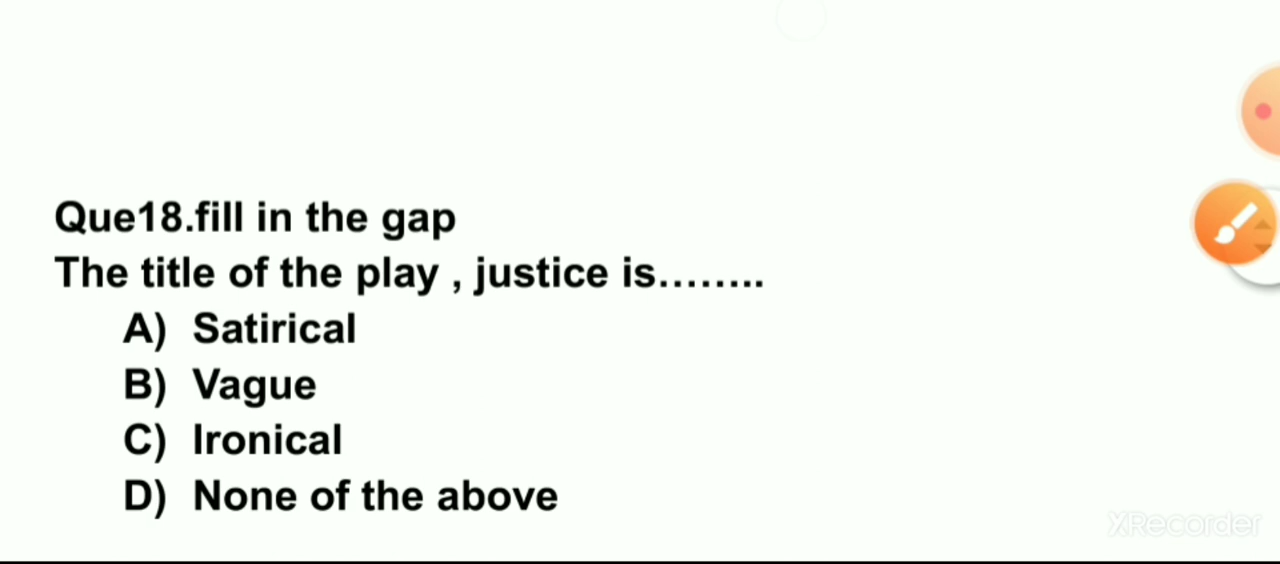 Que18.fill in the gap
The title of the play , justice is........
A) Satirical
B) Vague
C) Ironical
D) None of the above
XRecorder